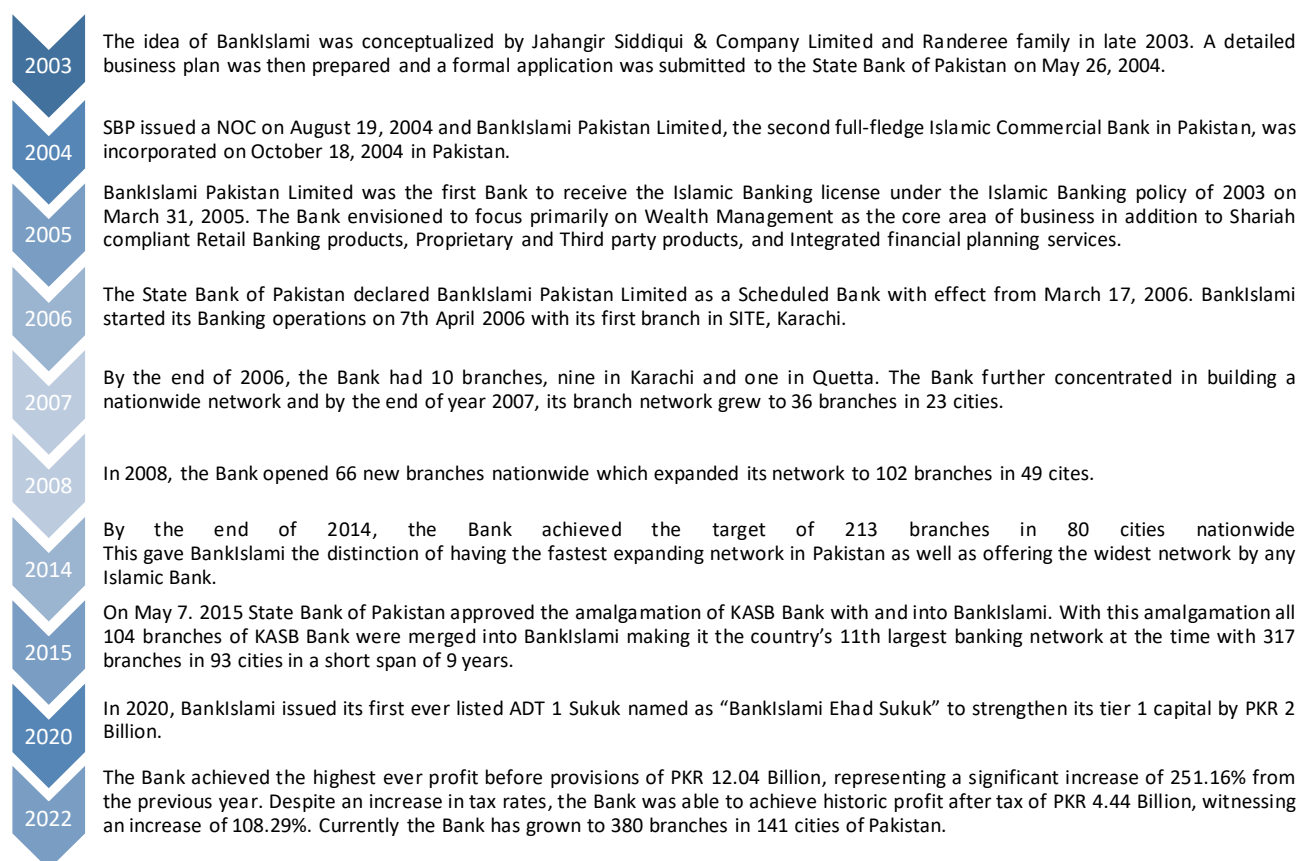 2003
The idea of BankIslami was conceptualized by Jahangir Siddiqui & Company Limited and Randeree family in late 2003. A detailed
business plan was then prepared and a formal application was submitted to the State Bank of Pakistan on May 26, 2004.
2004
SBP issued a NOC on August 19, 2004 and BankIslami Pakistan Limited, the second full-fledge Islamic Commercial Bank in Pakistan, was
incorporated on October 18, 2004 in Pakistan.
2005
BankIslami Pakistan Limited was the first Bank to receive the Islamic Banking license under the Islamic Banking policy of 2003 on
March 31, 2005. The Bank envisioned to focus primarily on Wealth Management as the core area of business in addition to Shariah
compliant Retail Banking products, Proprietary and Third party products, and Integrated financial planning services.
2006
The State Bank of Pakistan declared BankIslami Pakistan Limited as a Scheduled Bank with effect from March 17, 2006. BankIslami
started its Banking operations on 7th April 2006 with its first branch in SITE, Karachi.
2007
By the end of 2006, the Bank had 10 branches, nine in Karachi and one in Quetta. The Bank further concentrated in building a
nationwide network and by the end of year 2007, its branch network grew to 36 branches in 23 cities.
2008
In 2008, the Bank opened 66 new branches nationwide which expanded its network to 102 branches in 49 cites.
2014
By the end of 2014, the Bank achieved the target of 213 branches in 80 cities nationwide
This gave BankIslami the distinction of having the fastest expanding network in Pakistan as well as offering the widest network by any
Islamic Bank.
2015
On May 7. 2015 State Bank of Pakistan approved the amalgamation of KASB Bank with and into BankIslami. With this amalgamation all
104 branches of KASB Bank were merged into BankIslami making it the country's 11th largest banking network at the time with 317
branches in 93 cities in a short span of 9 years.
2020
In 2020, BankIslami issued its first ever listed ADT 1 Sukuk named as “BankIslami Ehad Sukuk” to strengthen its tier 1 capital by PKR 2
Billion.
2022
The Bank achieved the highest ever profit before provisions of PKR 12.04 Billion, representing a significant increase of 251.16% from
the previous year. Despite an increase in tax rates, the Bank was able to achieve historic profit after tax of PKR 4.44 Billion, witnessing
an increase of 108.29%. Currently the Bank has grown to 380 branches in 141 cities of Pakistan.